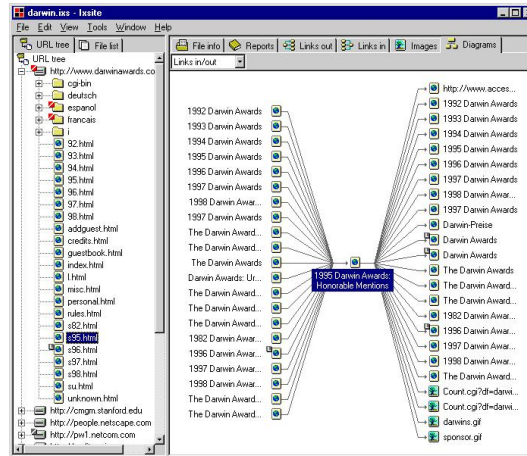 darwin.ixs - Ixsite
File Edit View Tools Window Help
URL tree File list
File info Reports Links out Links in Images Diagrams
Links in/out
URL tree
http://www.darwinawards.co
cgi-bin
deutsch
espanol
francais
i
92.html
93.html
94.html
95.html
96.html
97.html
98.html
addguest.html
credits.html
guestbook.html
index.html
l.html
misc.html
personal.html
rules.html
s82.html
s95.html
s96.html
s97.html
s98.html
su.html
unknown.html
http://cmgm.stanford.edu
http://people.netscape.com
http://pw1.netcom.com
1992 Darwin Awards
1993 Darwin Awards
1994 Darwin Awards
1995 Darwin Awards
1996 Darwin Awards
1997 Darwin Awards
1998 Darwin Awar...
1997 Darwin Awards
The Darwin Award...
The Darwin Award...
The Darwin Awards
Darwin Awards: Ur...
The Darwin Award...
The Darwin Award...
The Darwin Award...
1982 Darwin Awar...
1996 Darwin Awar...
1997 Darwin Awar...
1998 Darwin Awar...
The Darwin Award...
The Darwin Award...
1995 Darwin Awards:
Honorable Mentions
http://www.acces...
1992 Darwin Awards
1993 Darwin Awards
1994 Darwin Awards
1995 Darwin Awards
1996 Darwin Awards
1997 Darwin Awards
1998 Darwin Awar...
1997 Darwin Awards
Darwin-Preise
Darwin Awards
Darwin Awards
The Darwin Awards
The Darwin Award...
The Darwin Award...
1982 Darwin Awar...
1996 Darwin Awar...
1997 Darwin Awar...
1998 Darwin Awar...
The Darwin Award...
Count.cgi?df=darwi...
Count.cgi?df=darwi...
darwins.gif
sponsor.gif